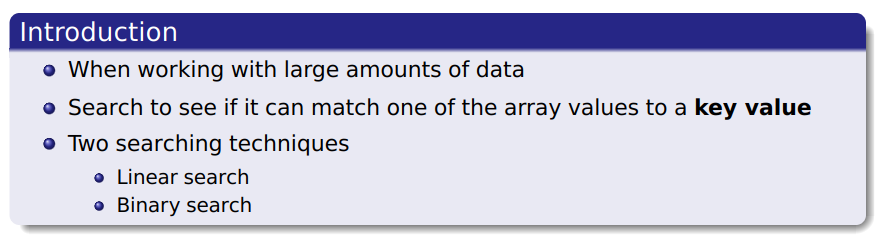 Introduction
When working with large amounts of data
Search to see if it can match one of the array values to a key value
Two searching techniques
Linear search
Binary search